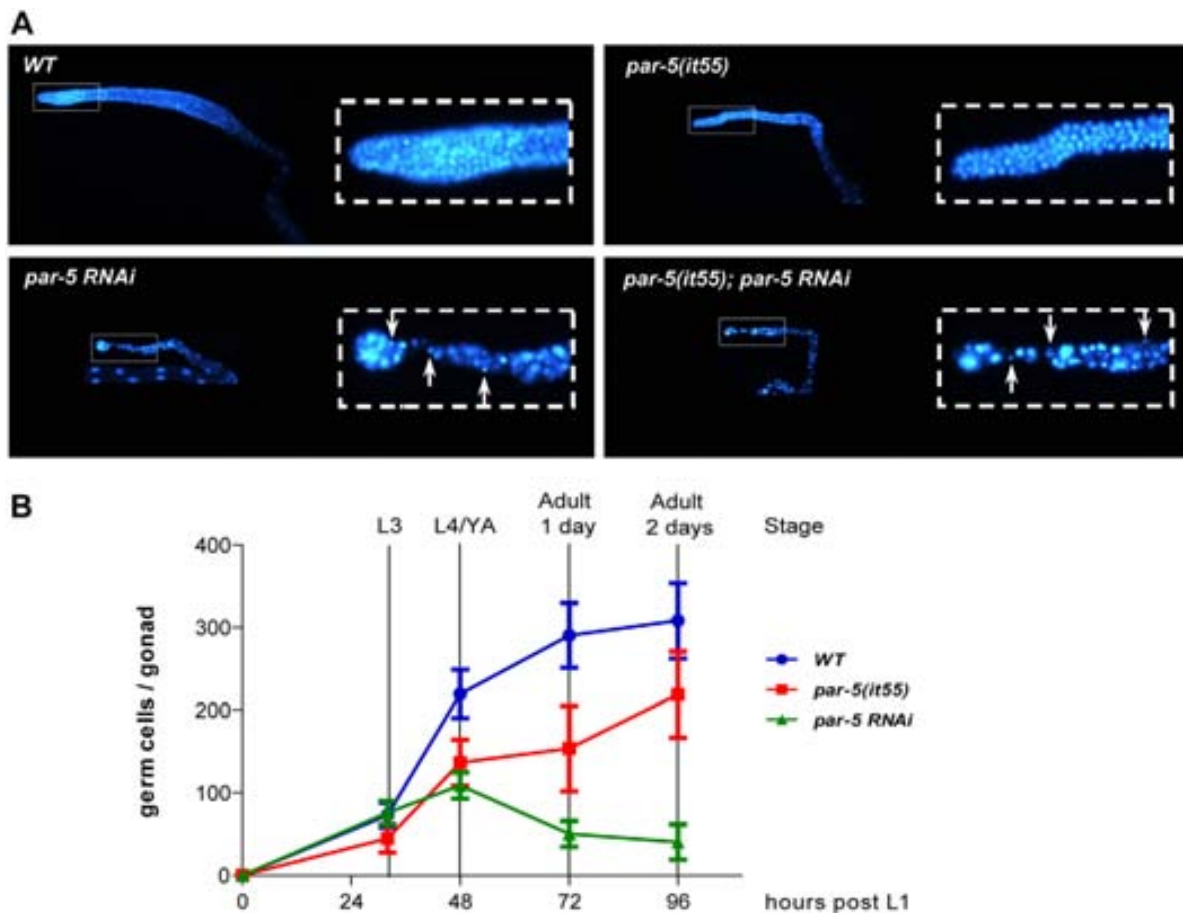 A
WT
par-5(it55)
par-5 RNAi
par-5(it55); par-5 RNAi
B
L3
L4/YA
Adult
1 day
Adult
2 days
Stage
germ cells / gonad
400
300
200
100
0
0
24
48
72
96
hours post L1
WT
par-5(it55)
par-5 RNAi